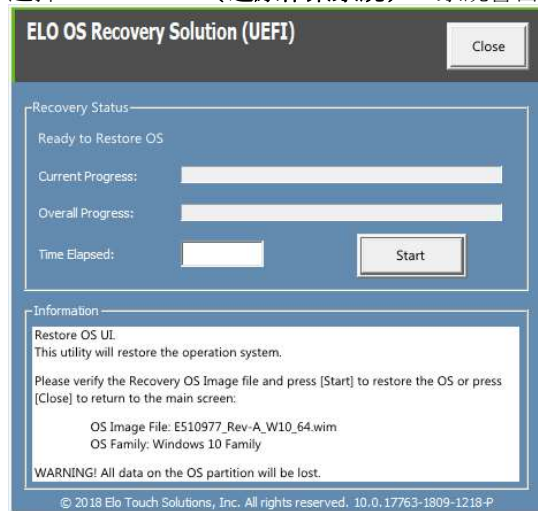 ELO OS Recovery Solution (UEFI)
Close
Recovery Status
Ready to Restore OS
Current Progress:
Overall Progress:
Time Elapsed:
Start
Information
Restore OS UI.
This utility will restore the operation system.
Please verify the Recovery OS Image file and press [Start] to restore the OS or press
[Close] to return to the main screen:
OS Image File: E510977_Rev-A_W10_64.wim
OS Family: Windows 10 Family
WARNING! All data on the OS partition will be lost.
© 2018 Elo Touch Solutions, Inc. All rights reserved. 10.0.17763-1809-1218-P